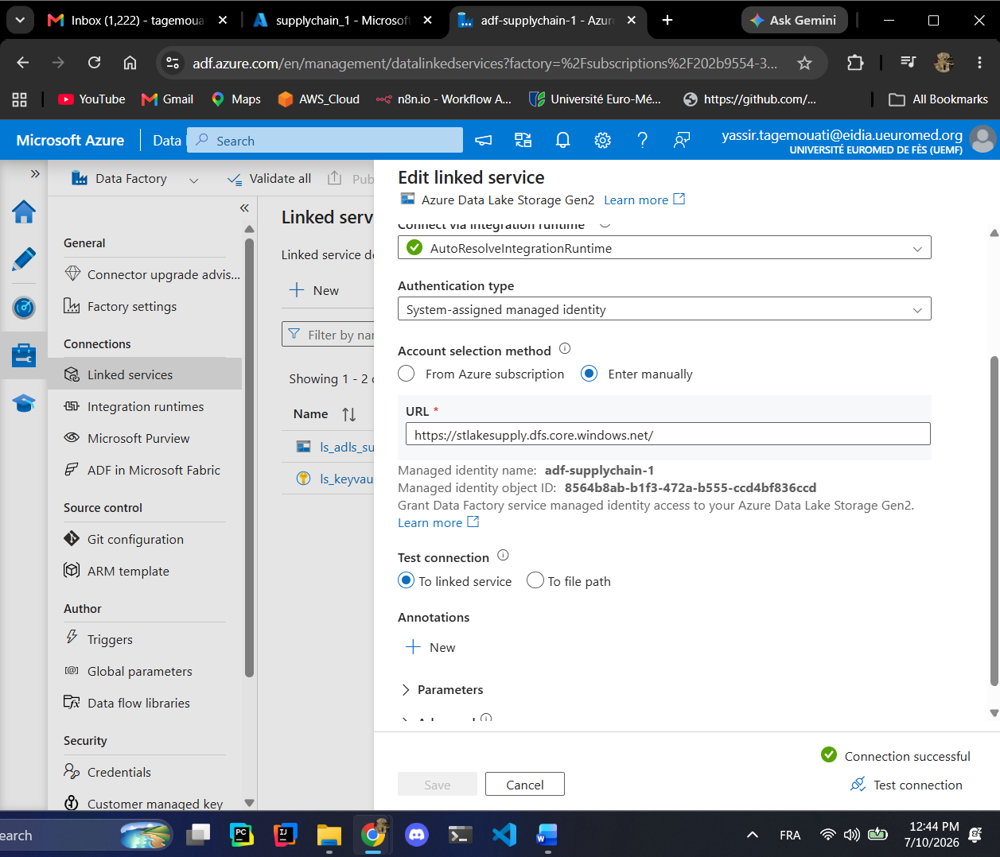 Inbox (1,222) - tagemoua
supplychain_1 - Microsof
adf-supplychain-1 - Azur
Ask Gemini
adf.azure.com/en/management/datalinkedservices?factory=%2Fsubscriptions%2F202b9554-3...
YouTube
Gmail
Maps
AWS_Cloud
n8n.io - Workflow A...
Université Euro-Mé...
https://github.com/...
All Bookmarks
Microsoft Azure
Data
Search
yassir.tagemouati@eidia.ueuromed.org
UNIVERSITÉ EUROMED DE FÈS (UEMF)
Data Factory
Validate all
Pub
General
Connector upgrade advis...
Factory settings
Connections
Linked services
Integration runtimes
Microsoft Purview
ADF in Microsoft Fabric
Source control
Git configuration
ARM template
Author
Triggers
Global parameters
Data flow libraries
Security
Credentials
Customer managed key
Linked serv
Linked service de
New
Filter by nar
Showing 1 - 2
Name
ls_adls_su
ls_keyvau
Edit linked service
Azure Data Lake Storage Gen2 Learn more
Connect via integration runtime
AutoResolveIntegrationRuntime
Authentication type
System-assigned managed identity
Account selection method
From Azure subscription
Enter manually
URL *
https://stlakesupply.dfs.core.windows.net/
Managed identity name: adf-supplychain-1
Managed identity object ID: 8564b8ab-b1f3-472a-b555-ccd4bf836ccd
Grant Data Factory service managed identity access to your Azure Data Lake Storage Gen2.
Learn more
Test connection
To linked service
To file path
Annotations
New
Parameters
Connection successful
Save
Cancel
Test connection
earch
FRA
12:44 PM
7/10/2026